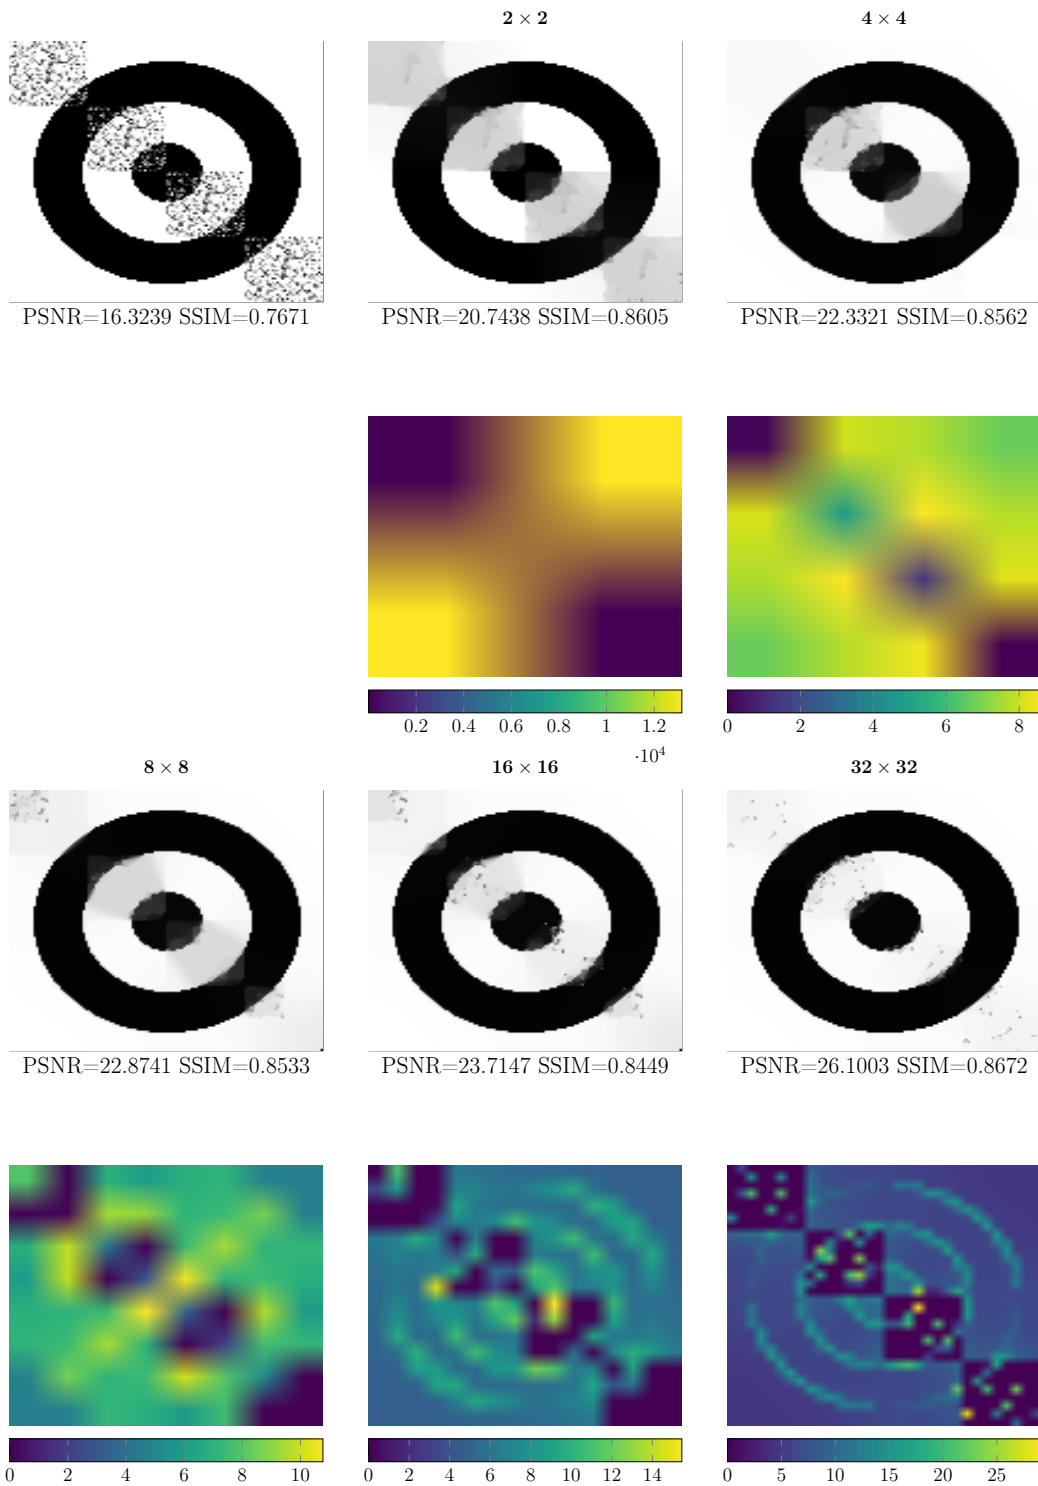 2 × 2
4 × 4
PSNR=16.3239 SSIM=0.7671
PSNR=20.7438 SSIM=0.8605
PSNR=22.3321 SSIM=0.8562
0.2 0.4 0.6 0.8 1 1.2
·10⁴
0 2 4 6 8
8 × 8
16 × 16
32 × 32
PSNR=22.8741 SSIM=0.8533
PSNR=23.7147 SSIM=0.8449
PSNR=26.1003 SSIM=0.8672
0 2 4 6 8 10
0 2 4 6 8 10 12 14
0 5 10 15 20 25